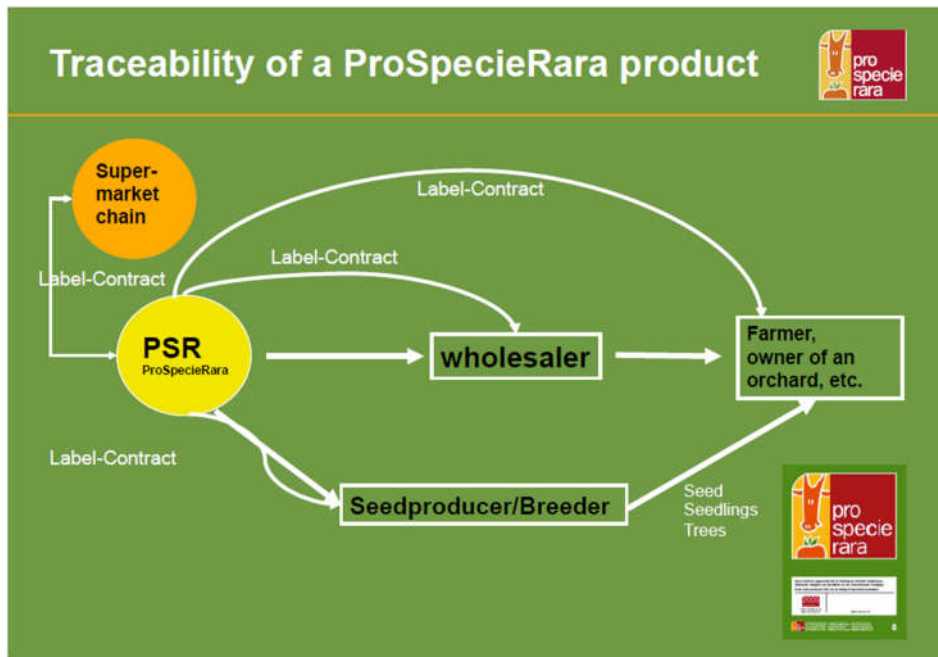 Traceability of a ProSpecieRara product
pro
specie
rara
Super-
market
chain
Label-Contract
Label-Contract
Label-Contract
PSR
ProSpecieRara
wholesaler
Farmer,
owner of an
orchard, etc.
Label-Contract
Seedproducer/Breeder
Seed
Seedlings
Trees
pro
specie
rara